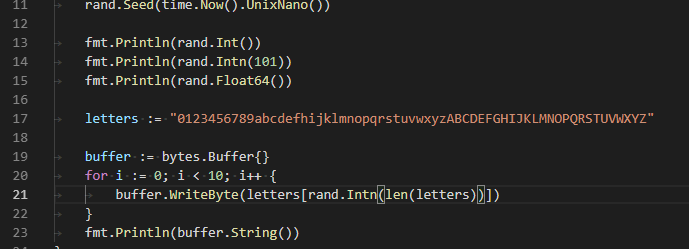 11 rand.Seed(time.Now().UnixNano())
12
13 fmt.Println(rand.Int())
14 fmt.Println(rand.Intn(101))
15 fmt.Println(rand.Float64())
16
17 letters := "0123456789abcdefhijklmnopqrstuvwxyzABCDEFGHIJKLMNOPQRSTUVWXYZ"
18
19 buffer := bytes.Buffer{}
20 for i := 0; i < 10; i++ {
21 buffer.WriteByte(letters[rand.Intn(len(letters))])
22 }
23 fmt.Println(buffer.String())
24 }